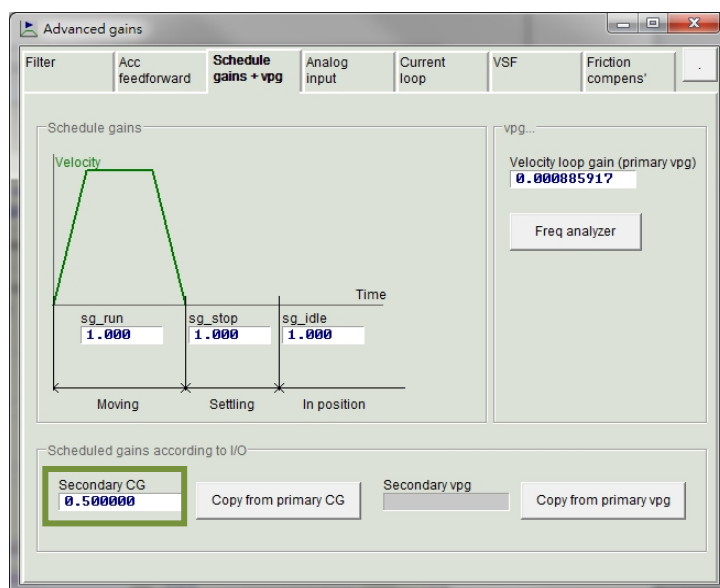 Advanced gains
Filter
Acc
feedforward
Schedule
gains + vpg
Analog
input
Current
loop
VSF
Friction
compens'
.
Schedule gains
Velocity
Time
sg_run
1.000
sg_stop
1.000
sg_idle
1.000
Moving
Settling
In position
vpg...
Velocity loop gain (primary vpg)
0.000885917
Freq analyzer
Scheduled gains according to I/O
Secondary CG
0.500000
Copy from primary CG
Secondary vpg
Copy from primary vpg